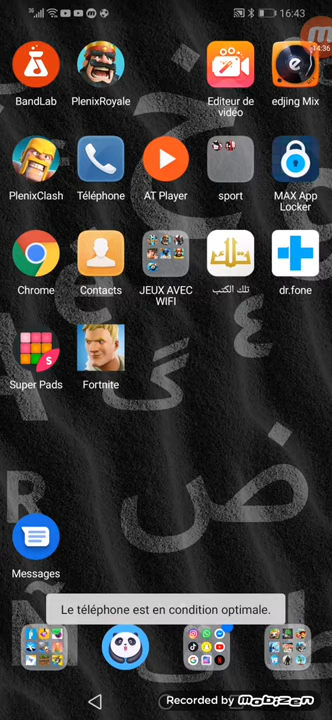 16:43
14:36
BandLab
PlenixRoyale
Editeur de
vidéo
edjing Mix
PlenixClash
Téléphone
AT Player
sport
MAX App
Locker
Chrome
Contacts
JEUX AVEC
WIFI
تلك الكتب
dr.fone
Super Pads
Fortnite
Messages
Le téléphone est en condition optimale.
Recorded by mobizen